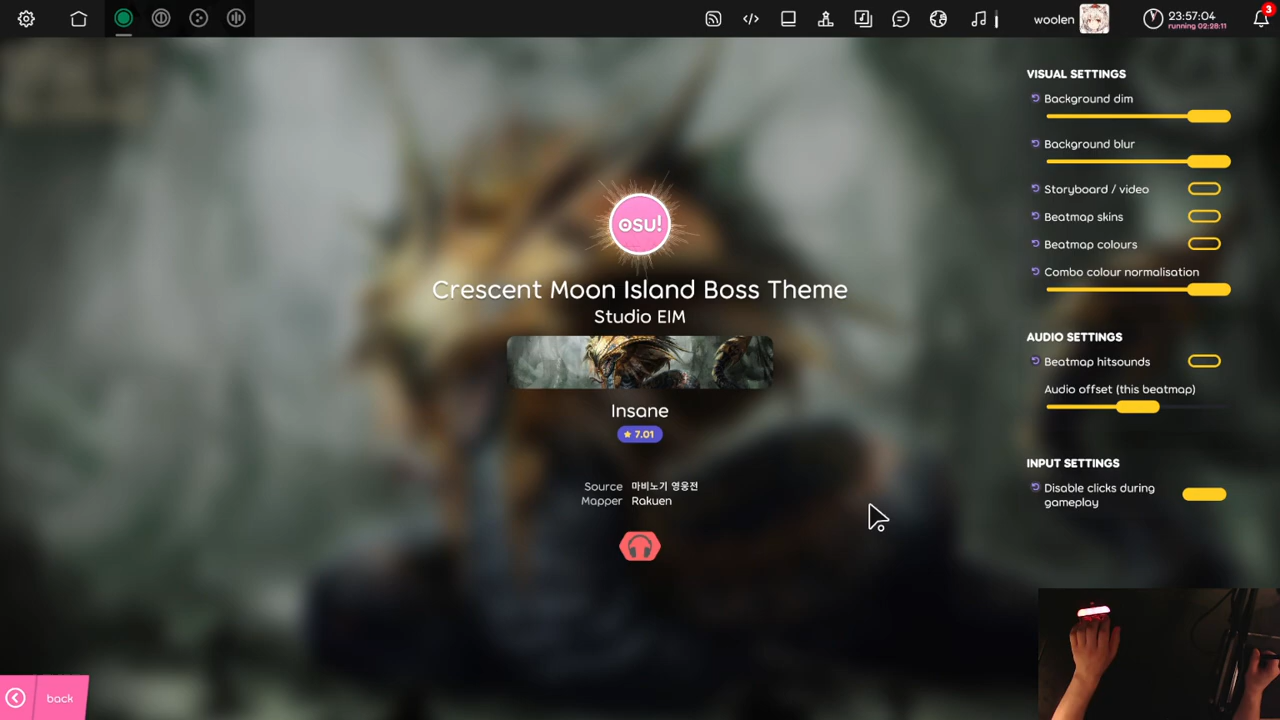 woolen
23:57:04
running 02:28:11
3
osu!
Crescent Moon Island Boss Theme
Studio EIM
Insane
7.01
Source 마비노기 영웅전
Mapper Rakuen
VISUAL SETTINGS
Background dim
Background blur
Storyboard / video
Beatmap skins
Beatmap colours
Combo colour normalisation
AUDIO SETTINGS
Beatmap hitsounds
Audio offset (this beatmap)
INPUT SETTINGS
Disable clicks during
gameplay
back